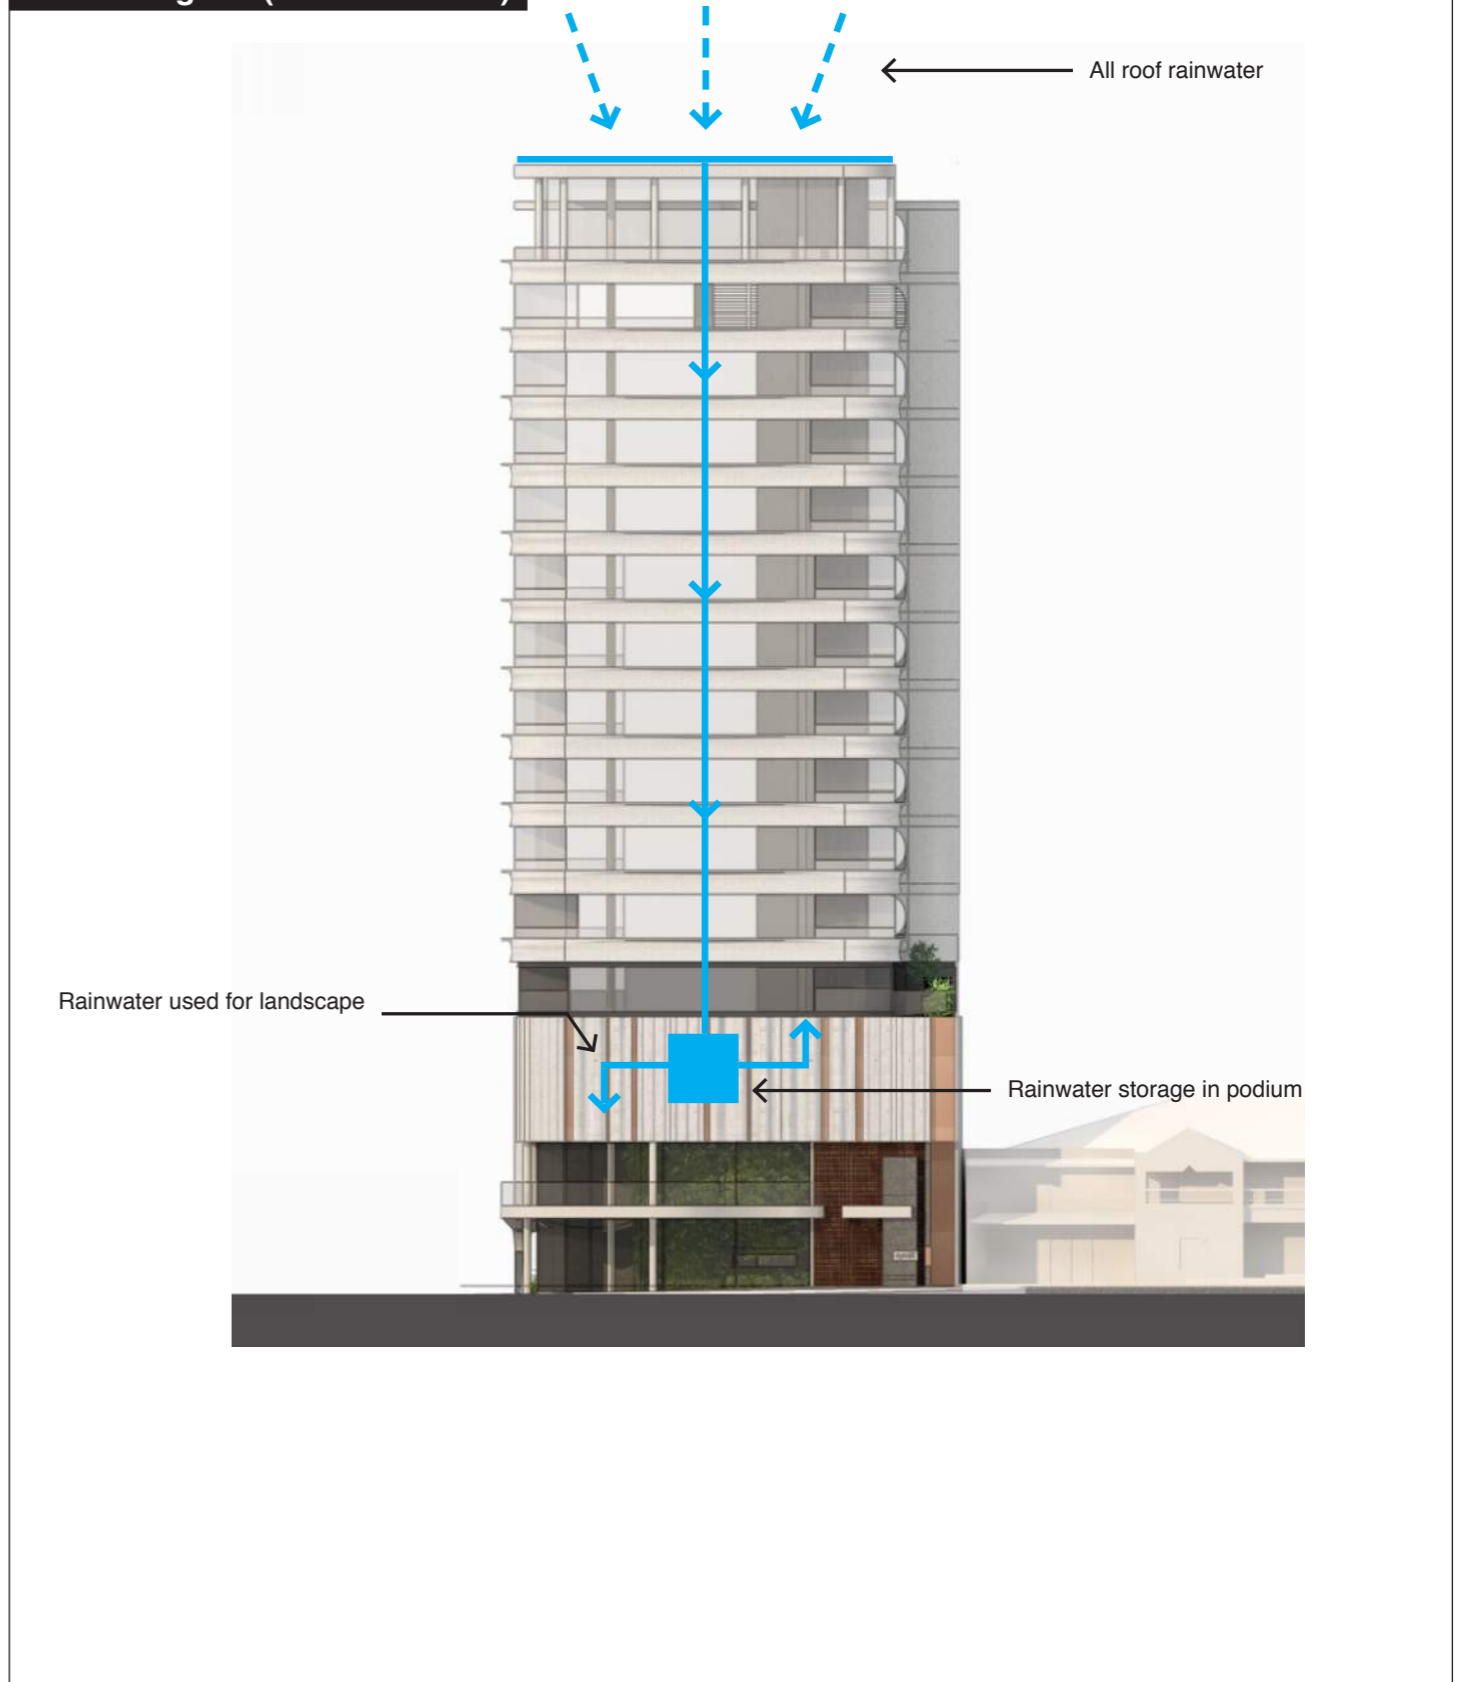 All roof rainwater
Rainwater used for landscape
Rainwater storage in podium